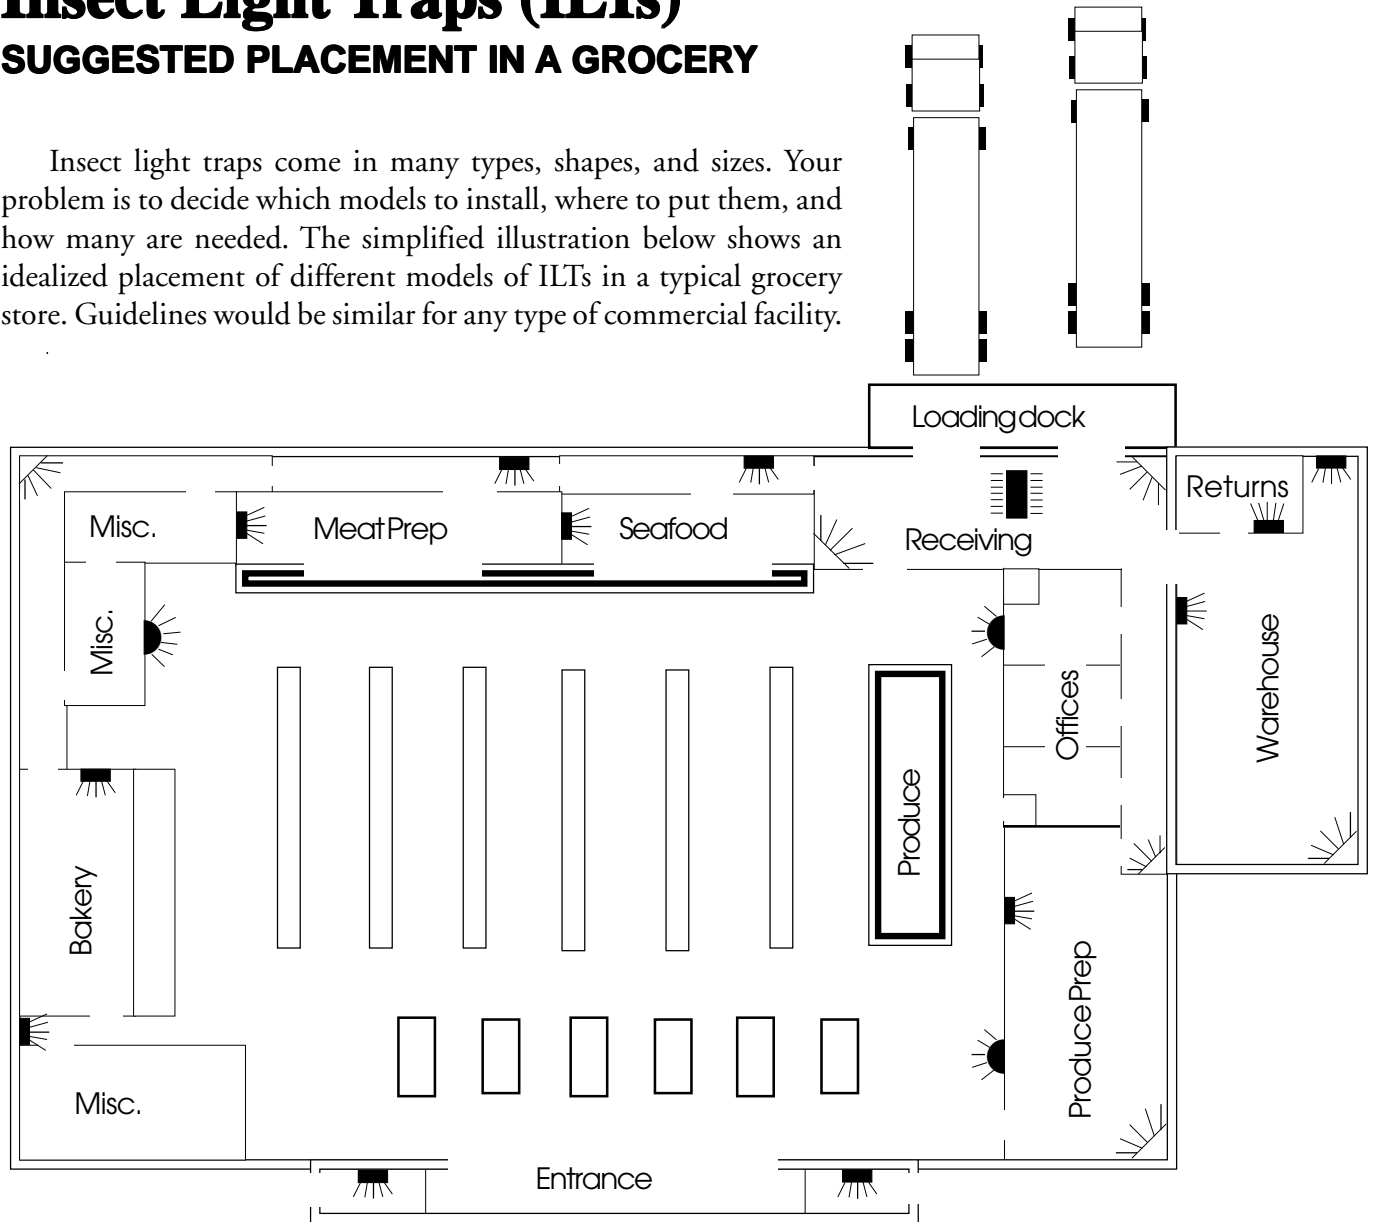 Insect Light Traps (ILTs)
SUGGESTED PLACEMENT IN A GROCERY
Insect light traps come in many types, shapes, and sizes. Your
problem is to decide which models to install, where to put them, and
how many are needed. The simplified illustration below shows an
idealized placement of different models of ILTs in a typical grocery
store. Guidelines would be similar for any type of commercial facility.
Loading dock
Returns
Misc.
Meat Prep
Seafood
Receiving
Misc.
Offices
Warehouse
Produce
Bakery
Produce Prep
Misc.
Entrance